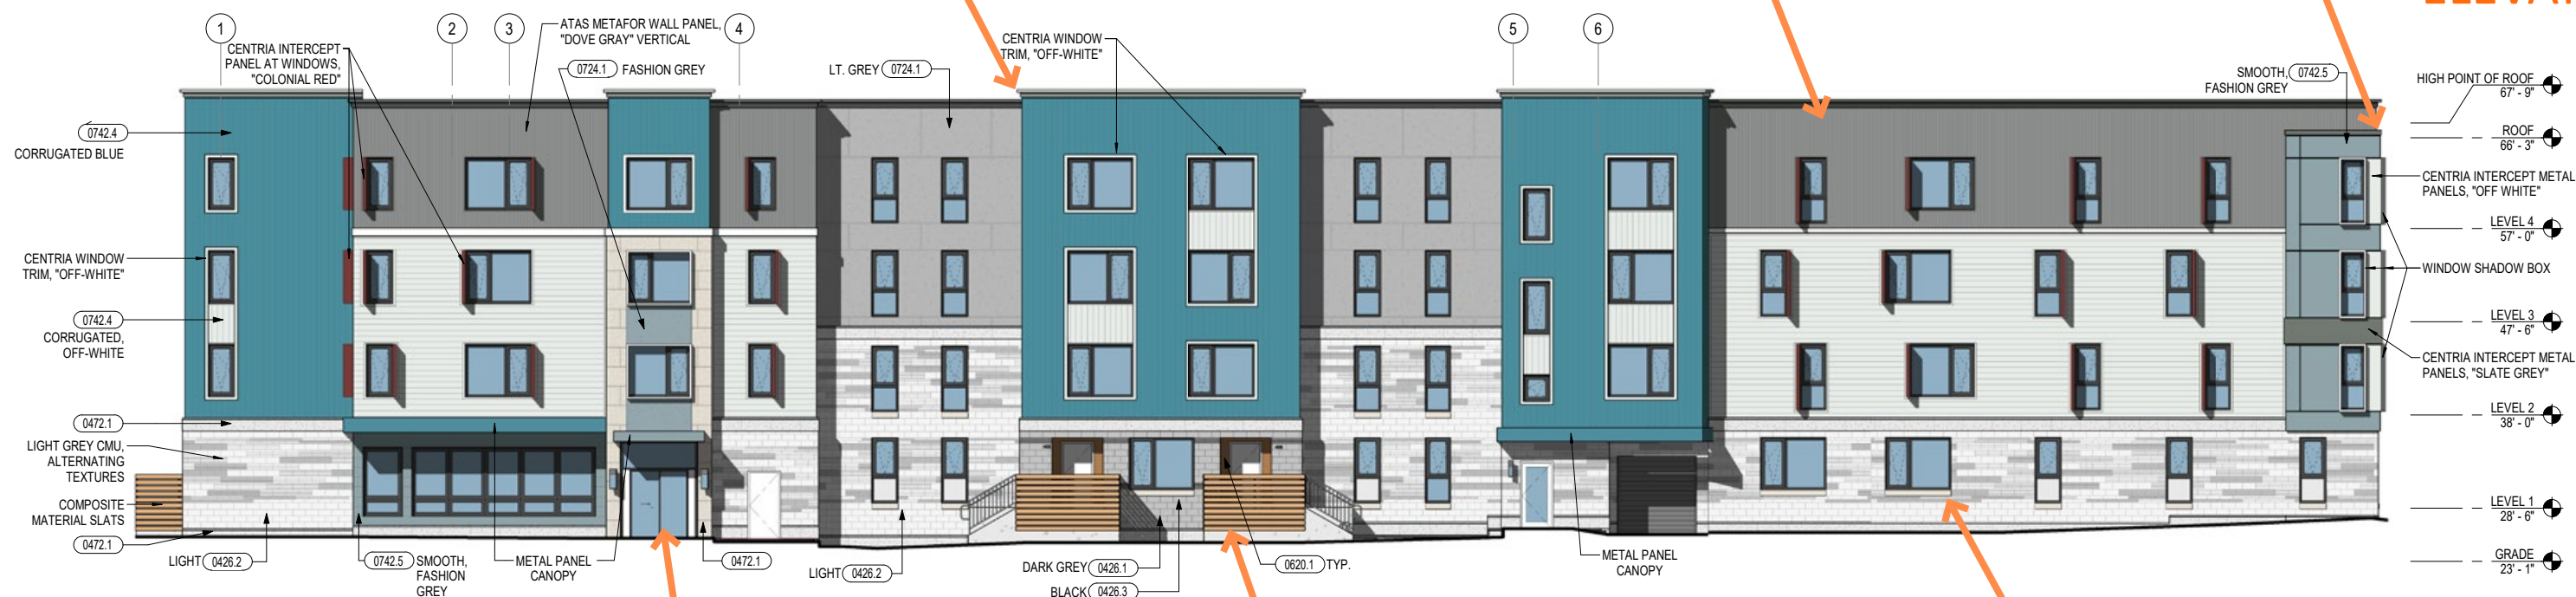 1
2
3
4
5
6
CENTRIA INTERCEPT
PANEL AT WINDOWS,
"COLONIAL RED"
ATAS METAFOR WALL PANEL,
"DOVE GRAY" VERTICAL
0724.1 FASHION GREY
LT. GREY 0724.1
CENTRIA WINDOW
TRIM, "OFF-WHITE"
SMOOTH, 0742.5
FASHION GREY
0742.4
CORRUGATED BLUE
CENTRIA WINDOW
TRIM, "OFF-WHITE"
0742.4
CORRUGATED,
OFF-WHITE
0472.1
LIGHT GREY CMU,
ALTERNATING
TEXTURES
COMPOSITE
MATERIAL SLATS
0472.1
LIGHT 0426.2
0742.5 SMOOTH,
FASHION
GREY
METAL PANEL
CANOPY
0472.1
LIGHT 0426.2
DARK GREY 0426.1
BLACK 0426.3
0620.1 TYP.
METAL PANEL
CANOPY
HIGH POINT OF ROOF
67' - 9"
ROOF
66' - 3"
CENTRIA INTERCEPT METAL
PANELS, "OFF WHITE"
LEVEL 4
57' - 0"
WINDOW SHADOW BOX
LEVEL 3
47' - 6"
CENTRIA INTERCEPT METAL
PANELS, "SLATE GREY"
LEVEL 2
38' - 0"
LEVEL 1
28' - 6"
GRADE
23' - 1"